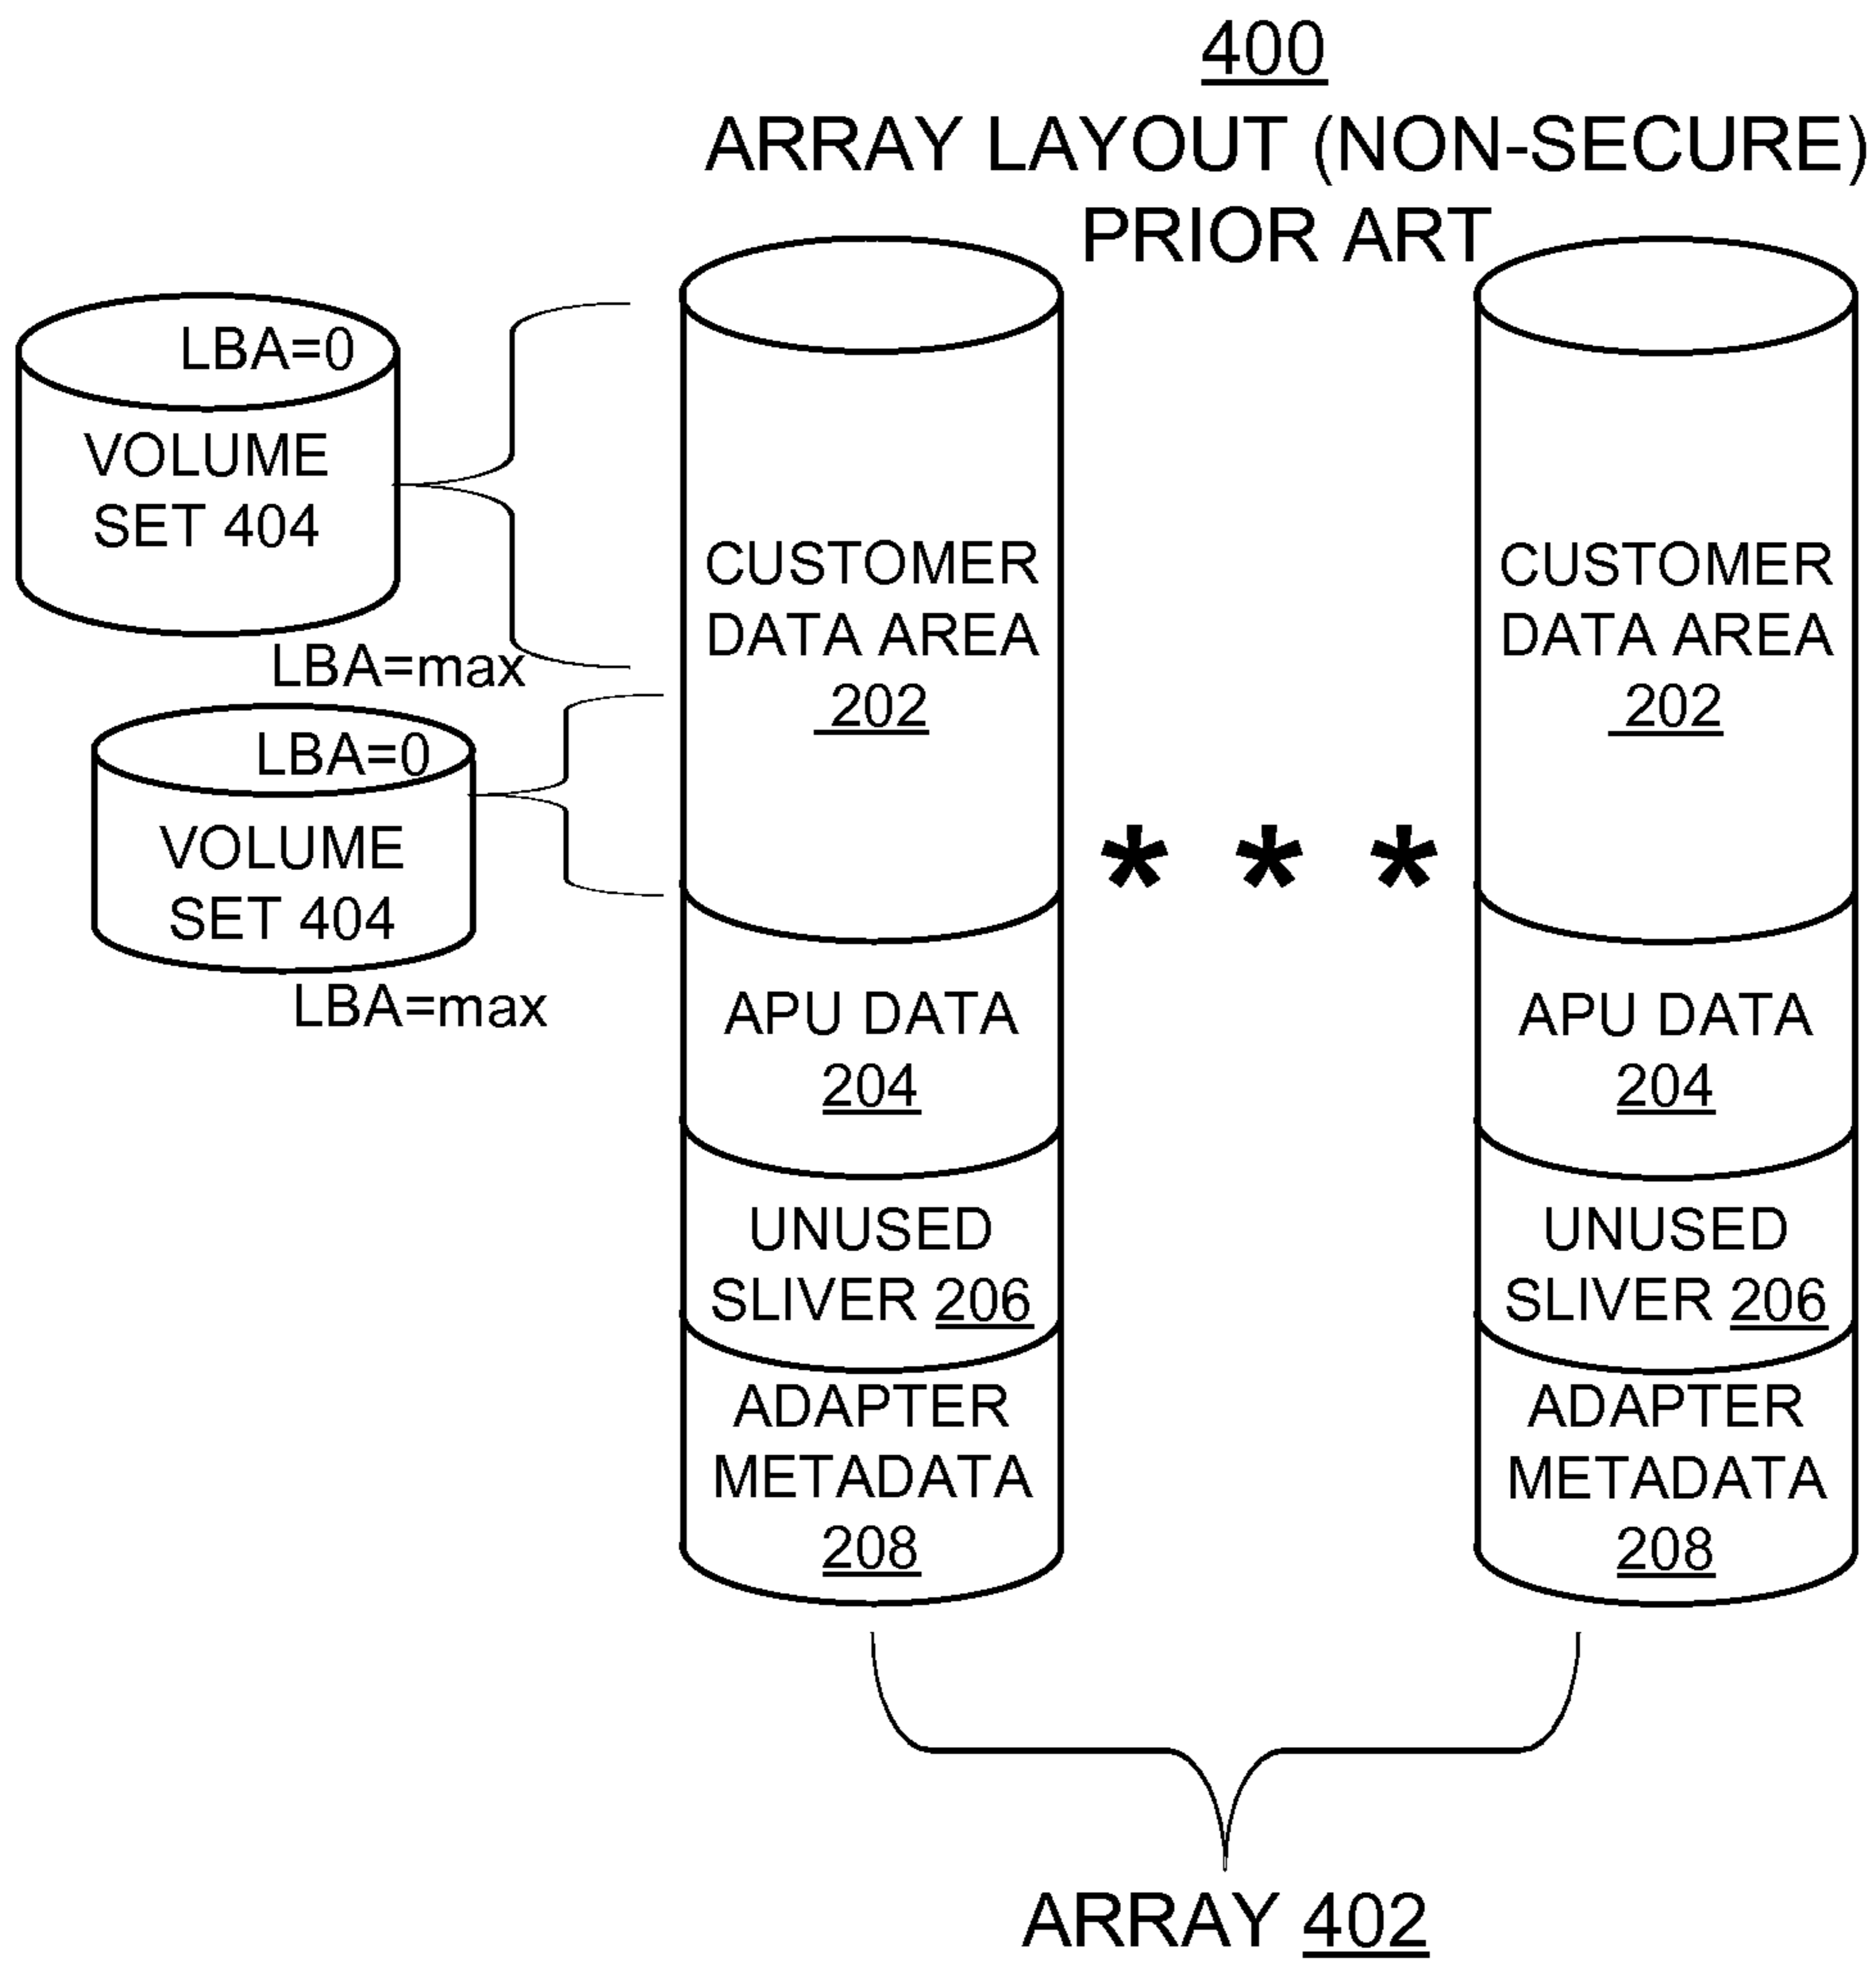 400
ARRAY LAYOUT (NON-SECURE)
PRIOR ART
LBA=0
VOLUME
SET 404
LBA=max
LBA=0
VOLUME
SET 404
LBA=max
CUSTOMER
DATA AREA
202
APU DATA
204
UNUSED
SLIVER 206
ADAPTER
METADATA
208
* * *
CUSTOMER
DATA AREA
202
APU DATA
204
UNUSED
SLIVER 206
ADAPTER
METADATA
208
ARRAY 402